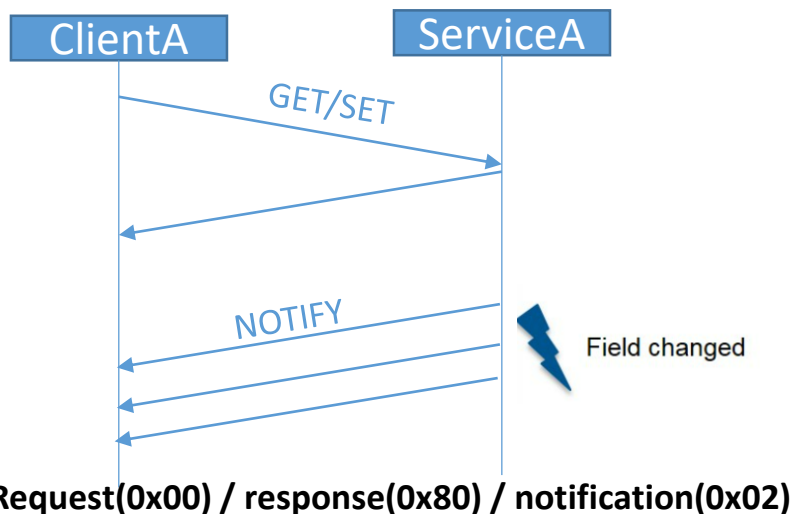 ClientA
ServiceA
GET/SET
NOTIFY
Field changed
Request(0x00) / response(0x80) / notification(0x02)